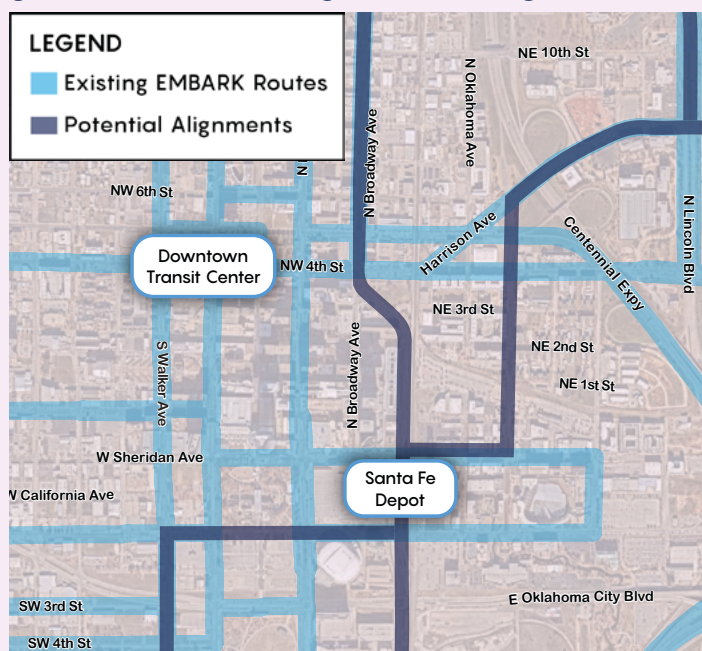 LEGEND
Existing EMBARK Routes
Potential Alignments
NE 10th St
N Oklahoma Ave
N Broadway Ave
N
NW 6th St
Harrison Ave
Centennial Expy
N Lincoln Blvd
Downtown
Transit Center
NW 4th St
NE 3rd St
N Broadway Ave
NE 2nd St
NE 1st St
S Walker Ave
W Sheridan Ave
Santa Fe
Depot
W California Ave
SW 3rd St
E Oklahoma City Blvd
SW 4th St